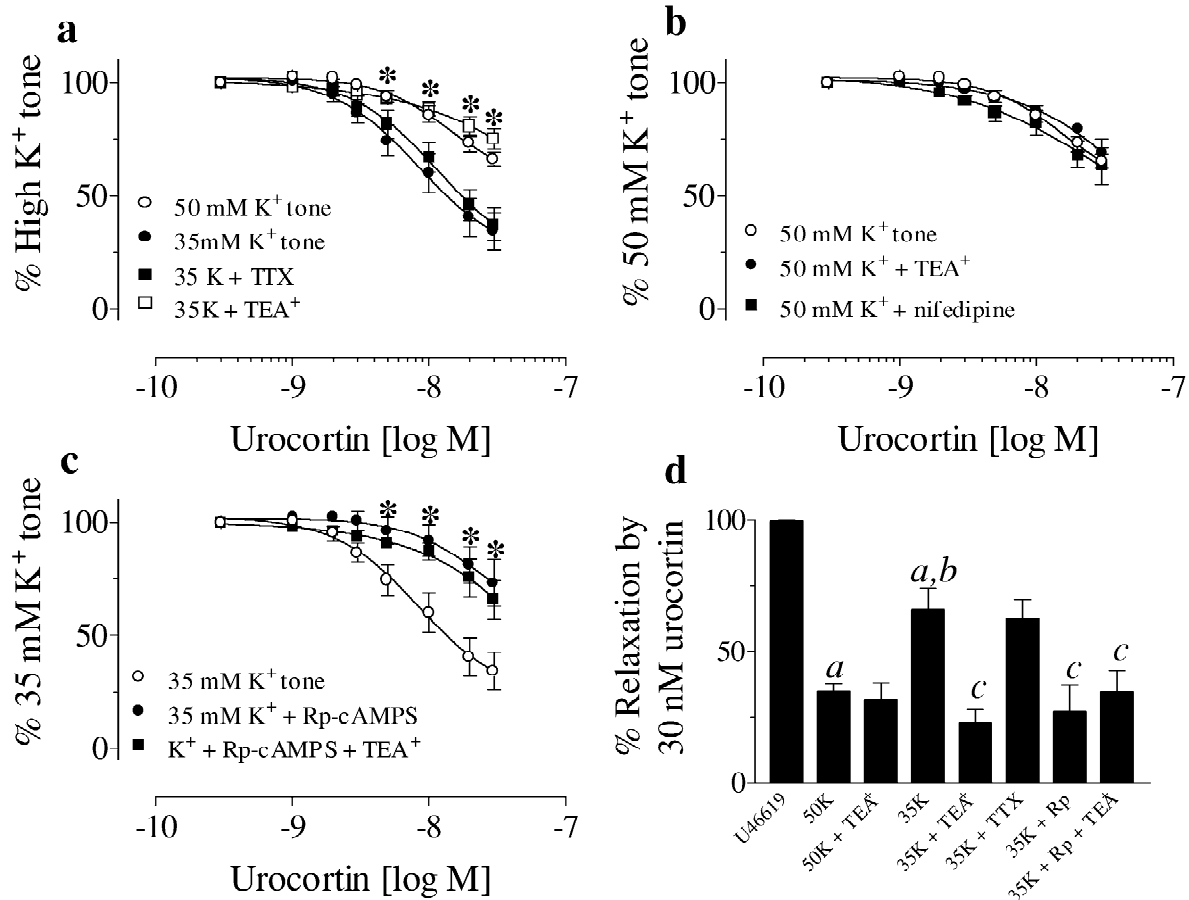 a
% High K+ tone
100
50
0
* * * *
50 mM K+ tone
35mM K+ tone
35 K + TTX
35K + TEA+
-10 -9 -8 -7
Urocortin [log M]
b
% 50 mM K+ tone
100
50
0
50 mM K+ tone
50 mM K+ + TEA+
50 mM K+ + nifedipine
-10 -9 -8 -7
Urocortin [log M]
c
% 35 mM K+ tone
100
50
0
* * * *
35 mM K+ tone
35 mM K+ + Rp-cAMPS
K+ + Rp-cAMPS + TEA+
-10 -9 -8 -7
Urocortin [log M]
d
% Relaxation by
30 nM urocortin
100
50
0
a
a,b
c
c
c
U46619
50K
50K + TEA+
35K
35K + TEA+
35K + TTX
35K + Rp
35K + Rp + TEA+